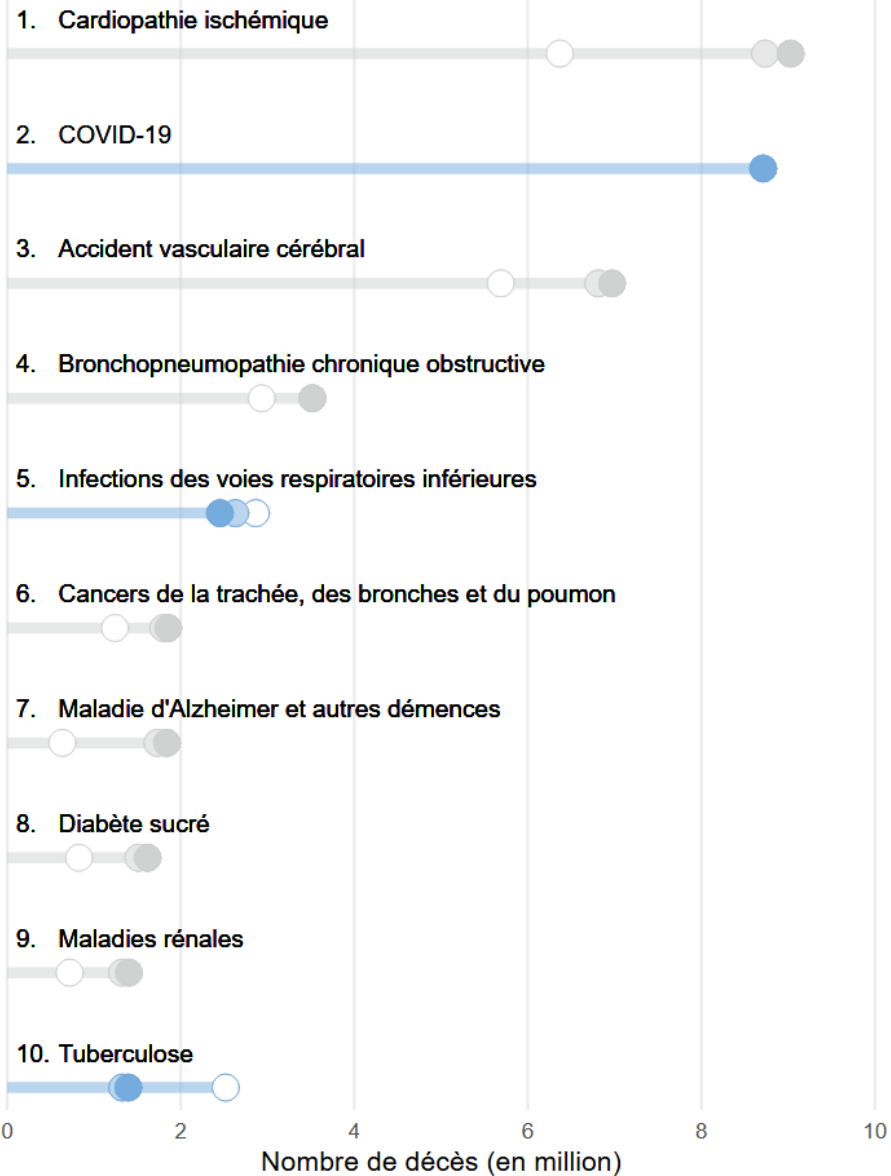 1. Cardiopathie ischémique
2. COVID-19
3. Accident vasculaire cérébral
4. Bronchopneumopathie chronique obstructive
5. Infections des voies respiratoires inférieures
6. Cancers de la trachée, des bronches et du poumon
7. Maladie d'Alzheimer et autres démences
8. Diabète sucré
9. Maladies rénales
10. Tuberculose
0 2 4 6 8 10
Nombre de décès (en million)